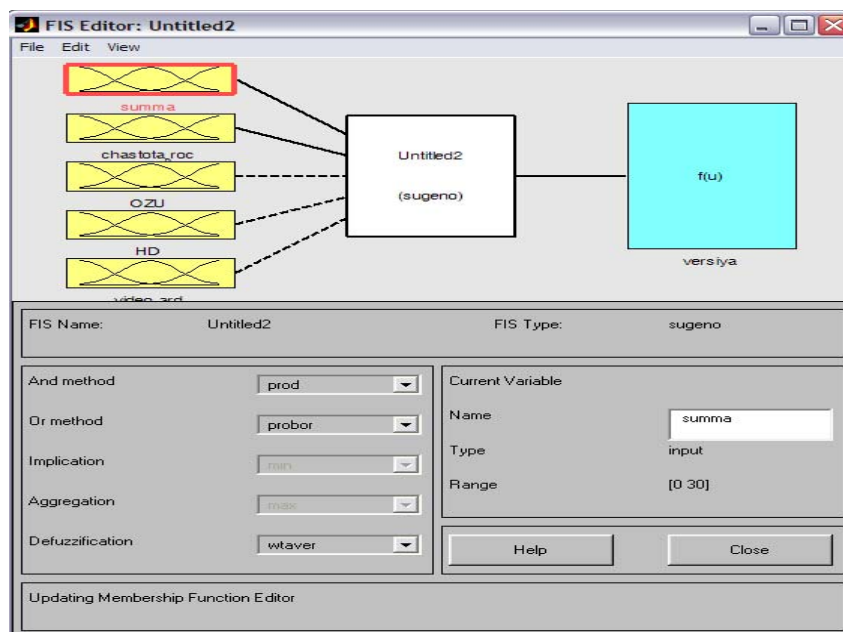 FIS Editor: Untitled2
File Edit View
summa
chastota_roc
OZU
HD
video_ard
Untitled2
(sugeno)
f(u)
versiya
FIS Name: Untitled2 FIS Type: sugeno
And method prod
Or method probor
Implication min
Aggregation max
Defuzzification wtaver
Current Variable
Name summa
Type input
Range [0 30]
Help Close
Updating Membership Function Editor